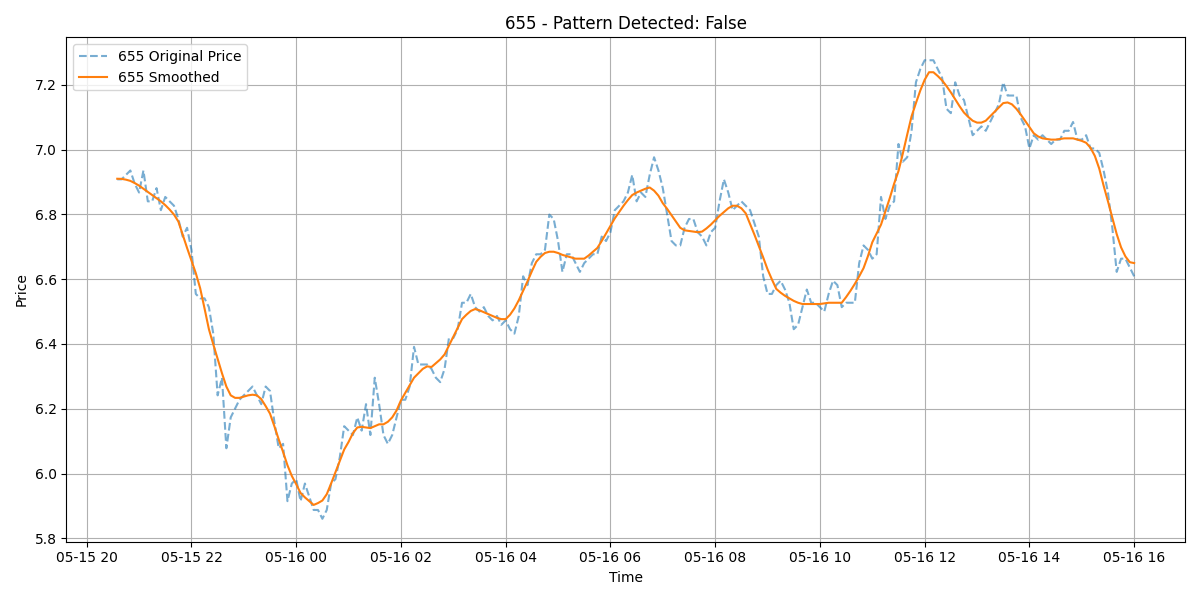 655 - Pattern Detected: False
655 Original Price
655 Smoothed
Price
7.2
7.0
6.8
6.6
6.4
6.2
6.0
5.8
05-15 20 05-15 22 05-16 00 05-16 02 05-16 04 05-16 06 05-16 08 05-16 10 05-16 12 05-16 14 05-16 16
Time